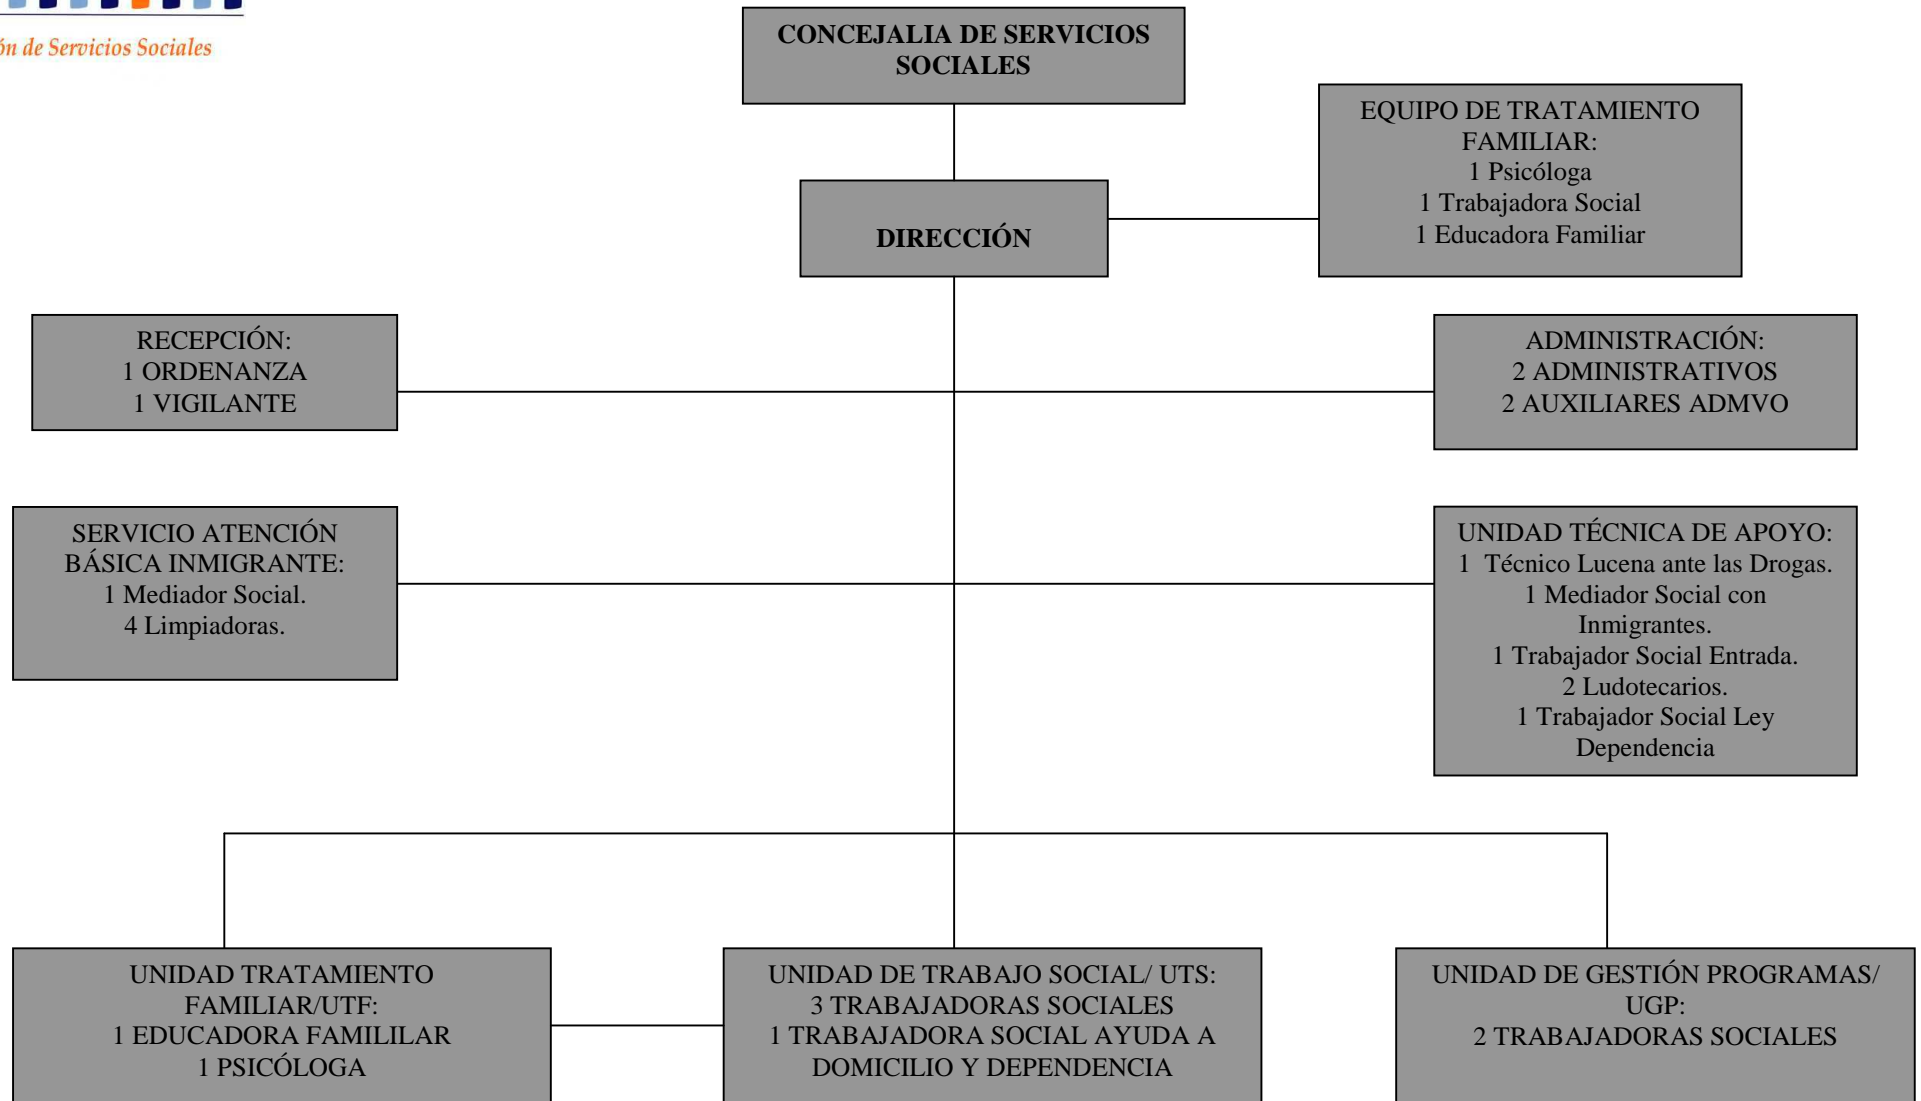 de Servicios Sociales
CONCEJALIA DE SERVICIOS
SOCIALES
EQUIPO DE TRATAMIENTO
FAMILIAR:
1 Psicóloga
1 Trabajadora Social
1 Educadora Familiar
DIRECCIÓN
RECEPCIÓN:
1 ORDENANZA
1 VIGILANTE
ADMINISTRACIÓN:
2 ADMINISTRATIVOS
2 AUXILIARES ADMVO
SERVICIO ATENCIÓN
BÁSICA INMIGRANTE:
1 Mediador Social.
4 Limpiadoras.
UNIDAD TÉCNICA DE APOYO:
1 Técnico Lucena ante las Drogas.
1 Mediador Social con
Inmigrantes.
1 Trabajador Social Entrada.
2 Ludotecarios.
1 Trabajador Social Ley
Dependencia
UNIDAD TRATAMIENTO
FAMILIAR/UTF:
1 EDUCADORA FAMILILAR
1 PSICÓLOGA
UNIDAD DE TRABAJO SOCIAL/ UTS:
3 TRABAJADORAS SOCIALES
1 TRABAJADORA SOCIAL AYUDA A
DOMICILIO Y DEPENDENCIA
UNIDAD DE GESTIÓN PROGRAMAS/
UGP:
2 TRABAJADORAS SOCIALES